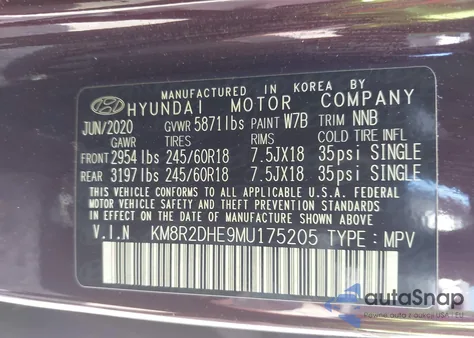 MANUFACTURED IN KOREA BY
HYUNDAI MOTOR COMPANY
JUN/2020 GVWR 5871lbs PAINT W7B TRIM NNB
GAWR TIRES RIMS COLD TIRE INFL
FRONT 2954 lbs 245/60R18 7.5JX18 35psi SINGLE
REAR 3197 lbs 245/60R18 7.5JX18 35psi SINGLE
THIS VEHICLE CONFORMS TO ALL APPLICABLE U.S.A. FEDERAL
MOTOR VEHICLE SAFETY AND THEFT PREVENTION STANDARDS
IN EFFECT ON THE DATE OF MANUFACTURE SHOWN ABOVE
V.I.N KM8R2DHE9MU175205 TYPE : MPV
autoSnap